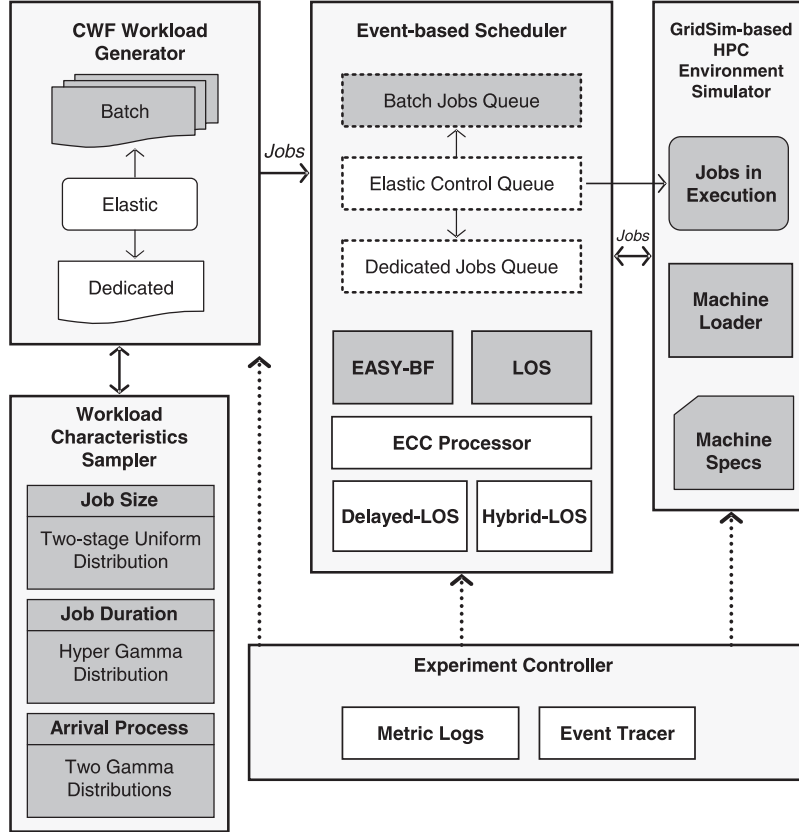 CWF Workload
Generator
Batch
Elastic
Dedicated
Jobs
Event-based Scheduler
Batch Jobs Queue
Elastic Control Queue
Dedicated Jobs Queue
EASY-BF
LOS
ECC Processor
Delayed-LOS
Hybrid-LOS
Jobs
GridSim-based
HPC
Environment
Simulator
Jobs in
Execution
Machine
Loader
Machine
Specs
Workload
Characteristics
Sampler
Job Size
Two-stage Uniform
Distribution
Job Duration
Hyper Gamma
Distribution
Arrival Process
Two Gamma
Distributions
Experiment Controller
Metric Logs
Event Tracer